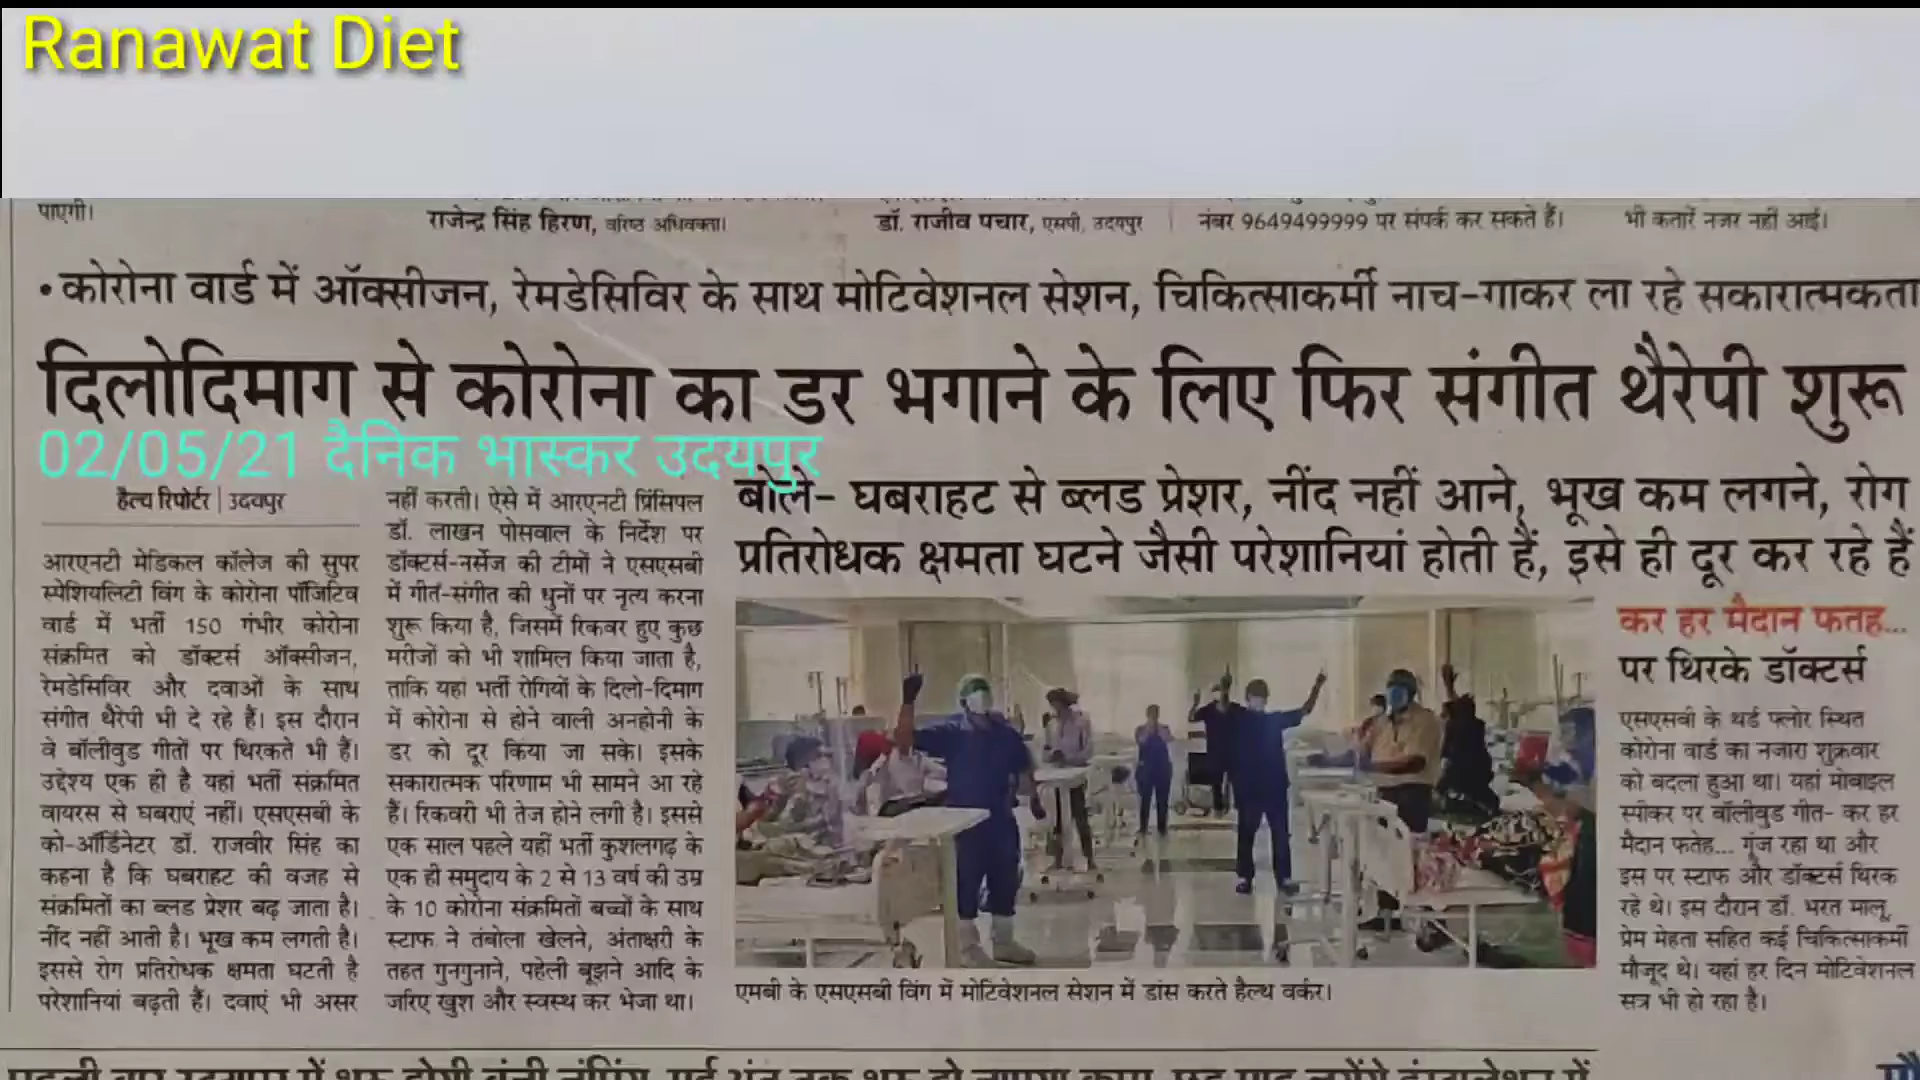 Ranawat Diet
पाएगी।
राजेन्द्र सिंह हिरण, वरिष्ठ अधिवक्ता।
डॉ. राजीव पचार, एसपी, उदयपुर
नंबर 9649499999 पर संपर्क कर सकते हैं।
भी कतारें नज़र नहीं आई।
•कोरोना वार्ड में ऑक्सीजन, रेमडेसिविर के साथ मोटिवेशनल सेशन, चिकित्साकर्मी नाच-गाकर ला रहे सकारात्मकता
दिलोदिमाग से कोरोना का डर भगाने के लिए फिर संगीत थैरेपी शुरू
02/05/21 दैनिक भास्कर उदयपुर
हैल्थ रिपोर्टर | उदयपुर
आरएनटी मेडिकल कॉलेज की सुपर
स्पेशियलिटी विंग के कोरोना पॉजिटिव
वार्ड में भर्ती 150 गंभीर कोरोना
संक्रमित को डॉक्टर्स ऑक्सीजन,
रेमडेसिविर और दवाओं के साथ
संगीत थैरेपी भी दे रहे हैं। इस दौरान
वे बॉलीवुड गीतों पर थिरकते भी हैं।
उद्देश्य एक ही है यहां भर्ती संक्रमित
वायरस से घबराएं नहीं। एसएसबी के
को-ऑर्डिनेटर डॉ. राजवीर सिंह का
कहना है कि घबराहट की वजह से
संक्रमितों का ब्लड प्रेशर बढ़ जाता है।
नींद नहीं आती है। भूख कम लगती है।
इससे रोग प्रतिरोधक क्षमता घटती है
परेशानियां बढ़ती हैं। दवाएं भी असर
नहीं करती। ऐसे में आरएनटी प्रिंसिपल
डॉ. लाखन पोसवाल के निर्देश पर
डॉक्टर्स-नर्सेज की टीमों ने एसएसबी
में गीत-संगीत की धुनों पर नृत्य करना
शुरू किया है, जिसमें रिकवर हुए कुछ
मरीजों को भी शामिल किया जाता है,
ताकि यहां भर्ती रोगियों के दिलो-दिमाग
में कोरोना से होने वाली अनहोनी के
डर को दूर किया जा सके। इसके
सकारात्मक परिणाम भी सामने आ रहे
हैं। रिकवरी भी तेज होने लगी है। इससे
एक साल पहले यहीं भर्ती कुशलगढ़ के
एक ही समुदाय के 2 से 13 वर्ष की उम्र
के 10 कोरोना संक्रमितों बच्चों के साथ
स्टाफ ने तंबोला खेलने, अंताक्षरी के
तहत गुनगुनाने, पहेली बूझने आदि के
जरिए खुश और स्वस्थ कर भेजा था।
बोले- घबराहट से ब्लड प्रेशर, नींद नहीं आने, भूख कम लगने, रोग
प्रतिरोधक क्षमता घटने जैसी परेशानियां होती हैं, इसे ही दूर कर रहे हैं
एमबी के एसएसबी विंग में मोटिवेशनल सेशन में डांस करते हैल्थ वर्कर।
कर हर मैदान फतह...
पर थिरके डॉक्टर्स
एसएसबी के थर्ड फ्लोर स्थित
कोरोना वार्ड का नजारा शुक्रवार
को बदला हुआ था। यहां मोबाइल
स्पीकर पर बॉलीवुड गीत- कर हर
मैदान फतेह... गूंज रहा था और
इस पर स्टाफ और डॉक्टर्स थिरक
रहे थे। इस दौरान डॉ. भरत मालू,
प्रेम मेहता सहित कई चिकित्साकर्मी
मौजूद थे। यहां हर दिन मोटिवेशनल
सत्र भी हो रहा है।